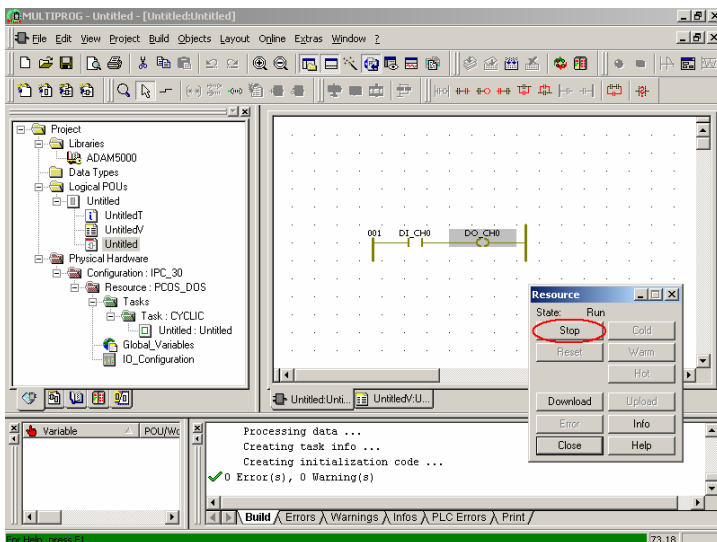 MULTIPROG - Untitled - [Untitled:Untitled]
File Edit View Project Build Objects Layout Online Extras Window ?
Project
Libraries
ADAM5000
Data Types
Logical POUs
Untitled
UntitledT
UntitledV
Untitled
Physical Hardware
Configuration : IPC_30
Resource : PCOS_DOS
Tasks
Task : CYCLIC
Untitled : Untitled
Global_Variables
IO_Configuration
001 DI_CH0 DO_CH0
Resource
State: Run
Stop Cold
Reset Warm
Hot
Download Upload
Error Info
Close Help
Untitled:Unti... UntitledV:U...
Variable POU/Wo
Processing data ...
Creating task info ...
Creating initialization code ...
0 Error(s), 0 Warning(s)
Build Errors Warnings Infos PLC Errors Print
For Help, press F1
73,18